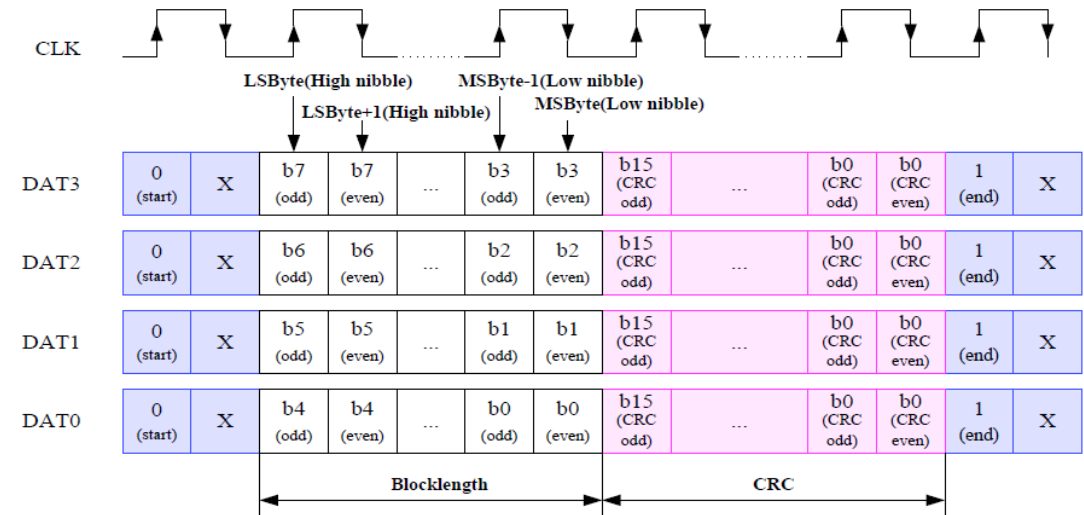 CLK
LSByte(High nibble) MSByte-1(Low nibble)
LSByte+1(High nibble) MSByte(Low nibble)
DAT3 0 (start) X b7 (odd) b7 (even) ... b3 (odd) b3 (even) b15 (CRC odd) ... b0 (CRC odd) b0 (CRC even) 1 (end) X
DAT2 0 (start) X b6 (odd) b6 (even) ... b2 (odd) b2 (even) b15 (CRC odd) ... b0 (CRC odd) b0 (CRC even) 1 (end) X
DAT1 0 (start) X b5 (odd) b5 (even) ... b1 (odd) b1 (even) b15 (CRC odd) ... b0 (CRC odd) b0 (CRC even) 1 (end) X
DAT0 0 (start) X b4 (odd) b4 (even) ... b0 (odd) b0 (even) b15 (CRC odd) ... b0 (CRC odd) b0 (CRC even) 1 (end) X
Blocklength CRC